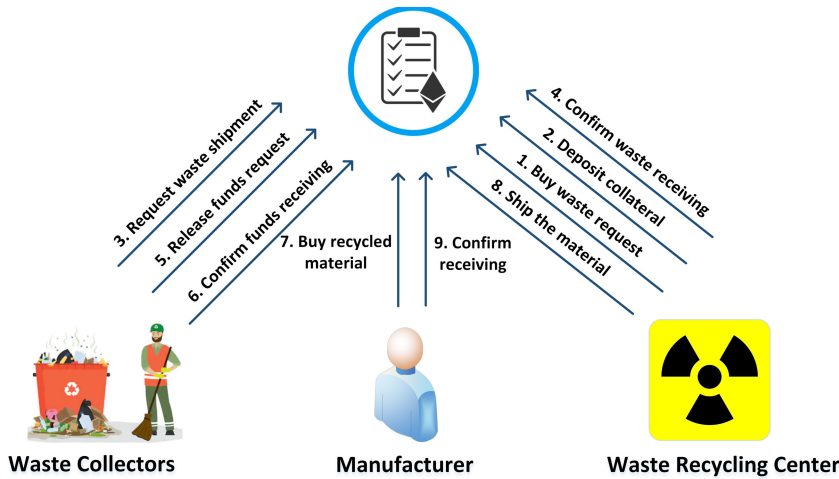 3. Request waste shipment
5. Release funds request
6. Confirm funds receiving
7. Buy recycled
material
9. Confirm
receiving
4. Confirm waste receiving
2. Deposit collateral
1. Buy waste request
8. Ship the material
Waste Collectors
Manufacturer
Waste Recycling Center